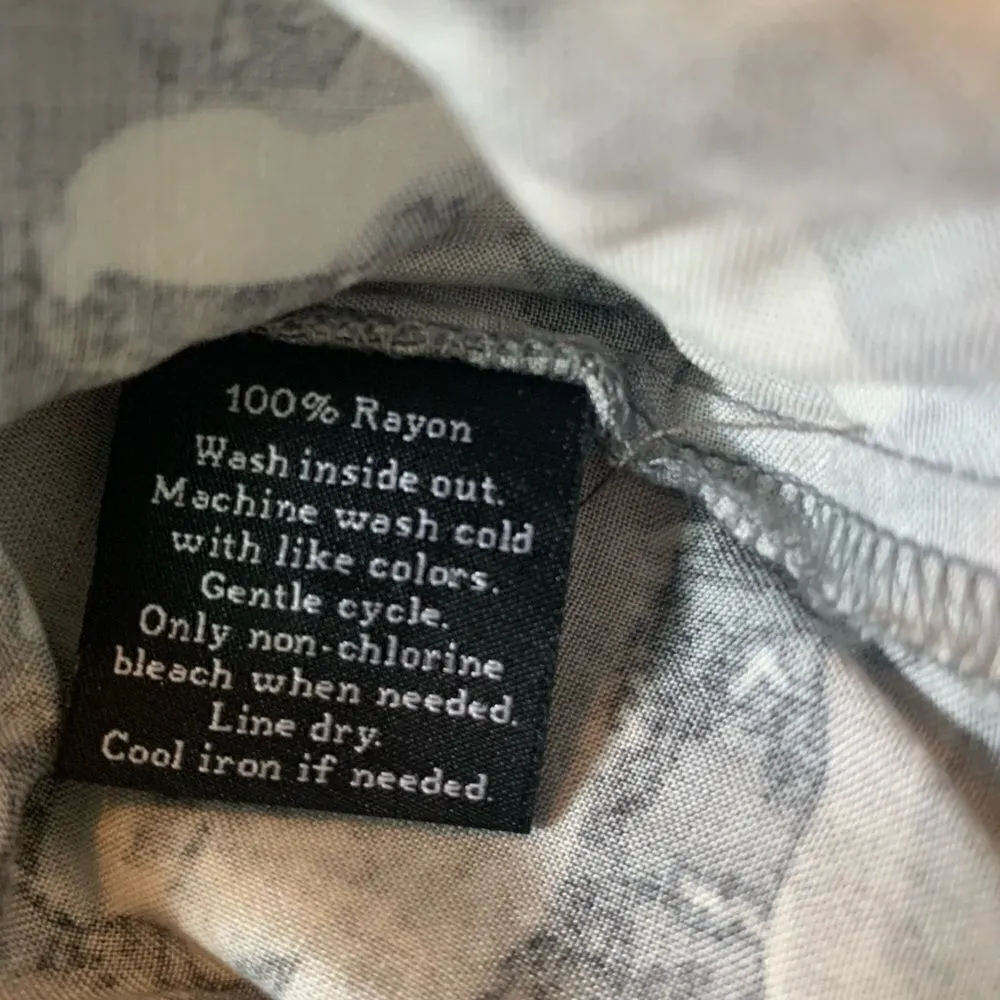 100% Rayon
Wash inside out.
Machine wash cold
with like colors.
Gentle cycle.
Only non-chlorine
bleach when needed.
Line dry.
Cool iron if needed.